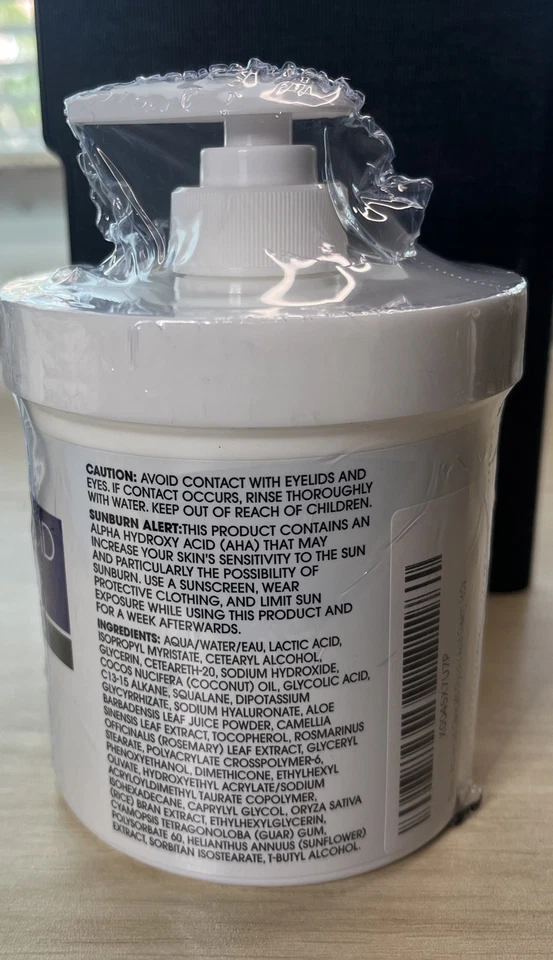 CAUTION: AVOID CONTACT WITH EYELIDS AND
EYES. IF CONTACT OCCURS, RINSE THOROUGHLY
WITH WATER. KEEP OUT OF REACH OF CHILDREN.
SUNBURN ALERT:THIS PRODUCT CONTAINS AN
ALPHA HYDROXY ACID (AHA) THAT MAY
INCREASE YOUR SKIN'S SENSITIVITY TO THE SUN
AND PARTICULARLY THE POSSIBILITY OF
SUNBURN. USE A SUNSCREEN, WEAR
PROTECTIVE CLOTHING, AND LIMIT SUN
EXPOSURE WHILE USING THIS PRODUCT AND
FOR A WEEK AFTERWARDS.
INGREDIENTS: AQUA/WATER/EAU, LACTIC ACID,
ISOPROPYL MYRISTATE, CETEARYL ALCOHOL,
GLYCERIN, CETEARETH-20, SODIUM HYDROXIDE,
COCOS NUCIFERA (COCONUT) OIL, GLYCOLIC ACID,
C13-15 ALKANE, SQUALANE, DIPOTASSIUM
GLYCYRRHIZATE, SODIUM HYALURONATE, ALOE
BARBADENSIS LEAF JUICE POWDER, CAMELLIA
SINENSIS LEAF EXTRACT, TOCOPHEROL, ROSMARINUS
OFFICINALIS (ROSEMARY) LEAF EXTRACT, GLYCERYL
STEARATE, POLYACRYLATE CROSSPOLYMER-6,
PHENOXYETHANOL, DIMETHICONE, ETHYLHEXYL
OLIVATE, HYDROXYETHYL ACRYLATE/SODIUM
ACRYLOYLDIMETHYL TAURATE COPOLYMER,
ISOHEXADECANE, CAPRYLYL GLYCOL, ORYZA SATIVA
(RICE) BRAN EXTRACT, ETHYLHEXYLGLYCERIN,
CYAMOPSIS TETRAGONOLOBA (GUAR) GUM,
POLYSORBATE 60, HELIANTHUS ANNUUS (SUNFLOWER)
EXTRACT, SORBITAN ISOSTEARATE, T-BUTYL ALCOHOL.